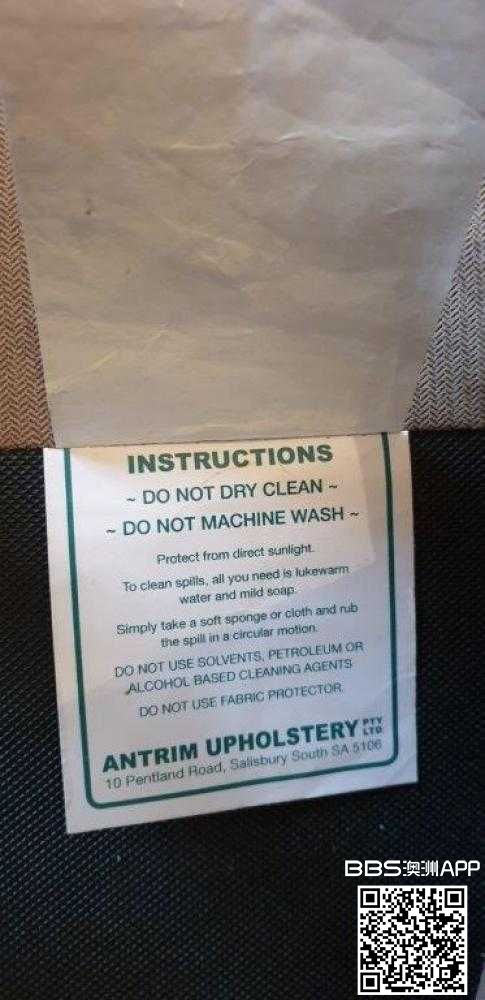 INSTRUCTIONS
~ DO NOT DRY CLEAN ~
~ DO NOT MACHINE WASH ~
Protect from direct sunlight.
To clean spills, all you need is lukewarm
water and mild soap.
Simply take a soft sponge or cloth and rub
the spill in a circular motion.
DO NOT USE SOLVENTS, PETROLEUM OR
ALCOHOL BASED CLEANING AGENTS
DO NOT USE FABRIC PROTECTOR.
ANTRIM UPHOLSTERY PTY LTD
10 Pentland Road, Salisbury South SA 5106
BBS澳洲APP